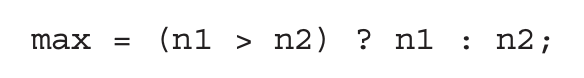 max = (n1 > n2) ? n1 : n2;